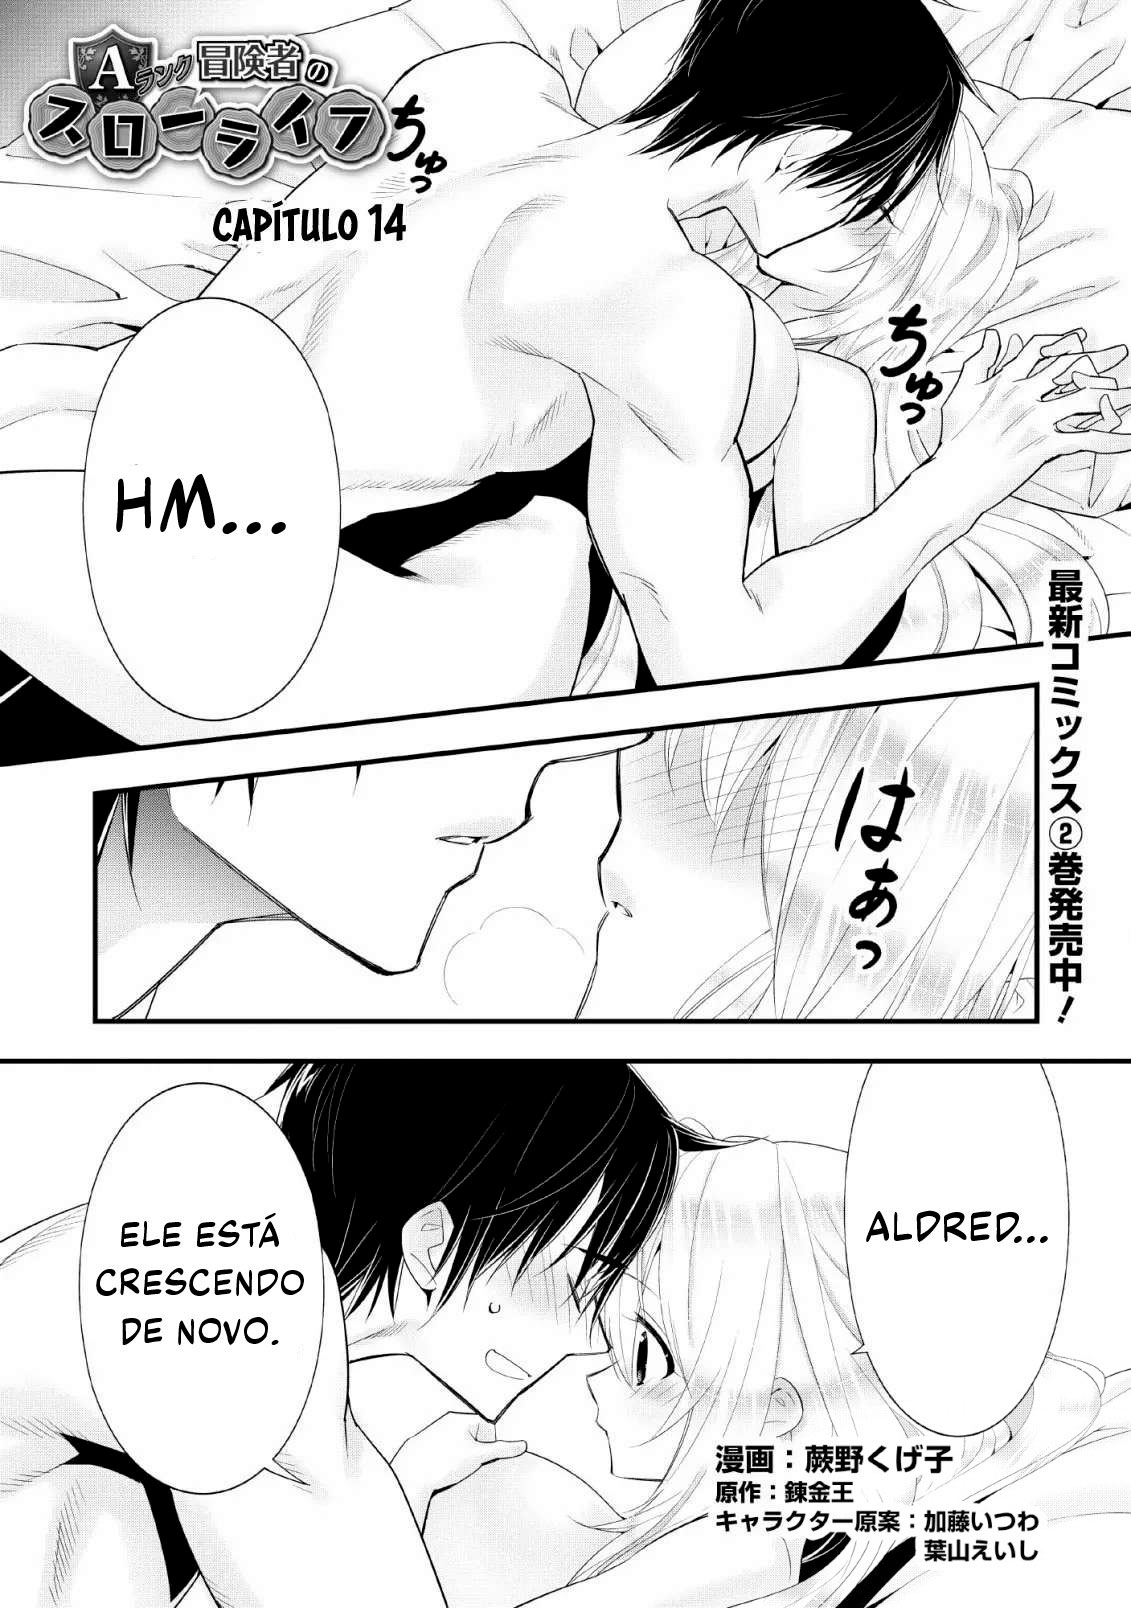 Aランク冒険者の
スローライフ
CAPÍTULO 14
ちゅっ
ちゅっ
HM...
最新コミックス②巻発売中！
はぁっ
ALDRED...
ELE ESTÁ
CRESCENDO
DE NOVO.
漫画：蕨野くげ子
原作：錬金王
キャラクター原案：加藤いつわ
葉山えいし